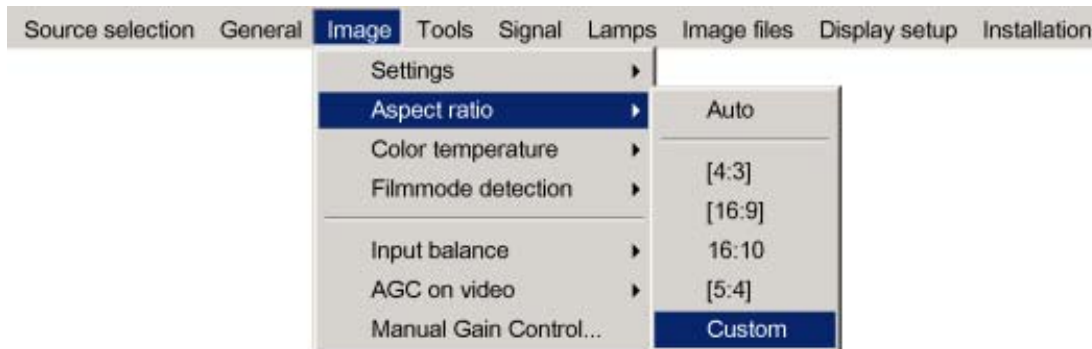 Source selection General Image Tools Signal Lamps Image files Display setup Installation
Settings
Aspect ratio
Color temperature
Filmmode detection
Input balance
AGC on video
Manual Gain Control...
Auto
[4:3]
[16:9]
16:10
[5:4]
Custom